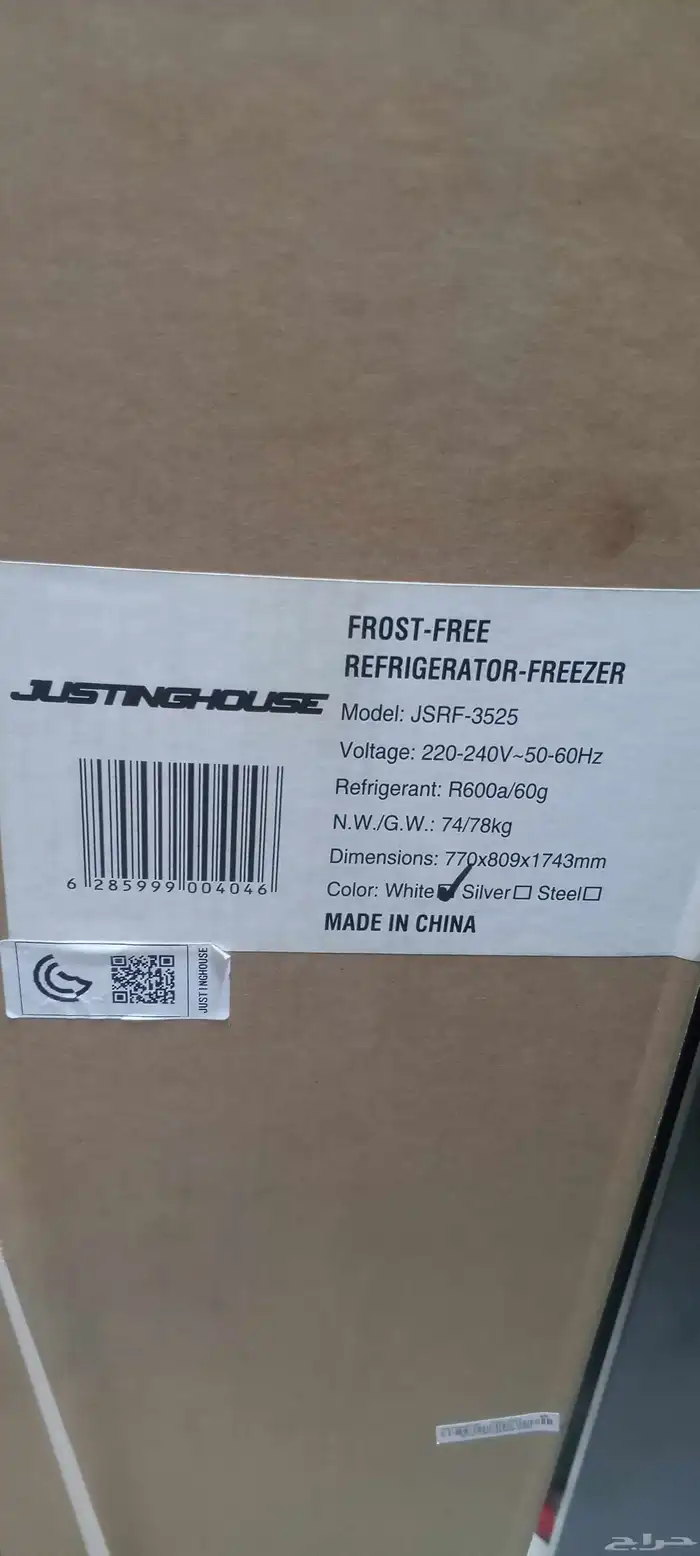 FROST-FREE
REFRIGERATOR-FREEZER
JUSTINGHOUSE
Model: JSRF-3525
Voltage: 220-240V~50-60Hz
Refrigerant: R600a/60g
N.W./G.W.: 74/78kg
Dimensions: 770x809x1743mm
Color: White Silver Steel
MADE IN CHINA
6 285999 004046
JUSTINGHOUSE
حراج